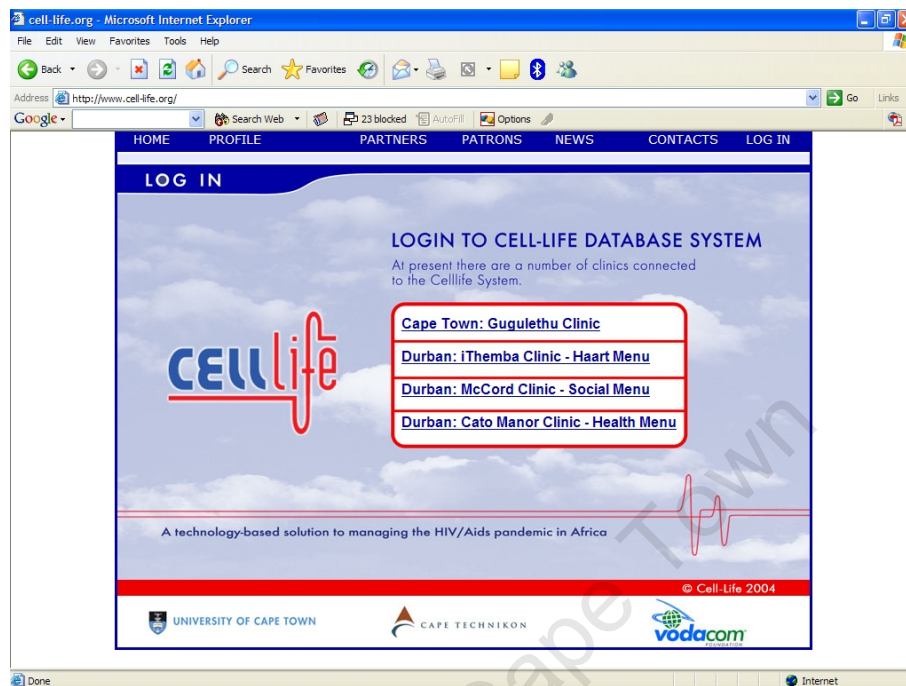 cell-life.org - Microsoft Internet Explorer
File Edit View Favorites Tools Help
Back Search Favorites
Address http://www.cell-life.org/ Go Links
Google Search Web 23 blocked AutoFill Options
HOME PROFILE PARTNERS PATRONS NEWS CONTACTS LOG IN
LOG IN
LOGIN TO CELL-LIFE DATABASE SYSTEM
At present there are a number of clinics connected
to the Celllife System.
Cape Town: Gugulethu Clinic
Durban: iThemba Clinic - Haart Menu
Durban: McCord Clinic - Social Menu
Durban: Cato Manor Clinic - Health Menu
CELL life
A technology-based solution to managing the HIV/Aids pandemic in Africa
© Cell-Life 2004
UNIVERSITY OF CAPE TOWN
CAPE TECHNIKON
vodacom
FOUNDATION
Cape Town
Done Internet